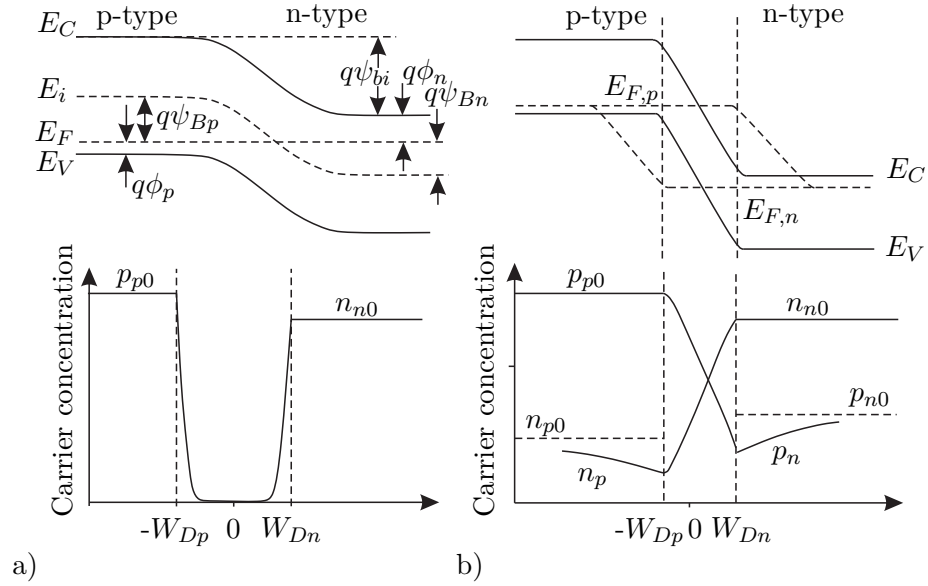 p-type
n-type
E_C
qψ_bi
qϕ_n
qψ_Bn
E_i
qψ_Bp
E_F
E_V
qϕ_p
Carrier concentration
p_p0
n_n0
-W_Dp
0
W_Dn
a)
p-type
n-type
E_F,p
E_C
E_F,n
E_V
Carrier concentration
p_p0
n_n0
n_p0
p_n0
n_p
p_n
-W_Dp
0
W_Dn
b)